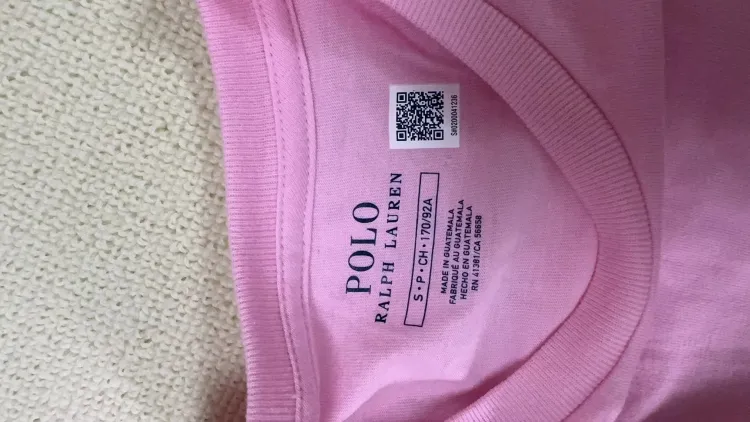 POLO
RALPH LAUREN
S • P • CH • 170/92A
MADE IN GUATEMALA
FABRIQUÉ AU GUATEMALA
HECHO EN GUATEMALA
RN 41381/CA 56658
S#0200041236